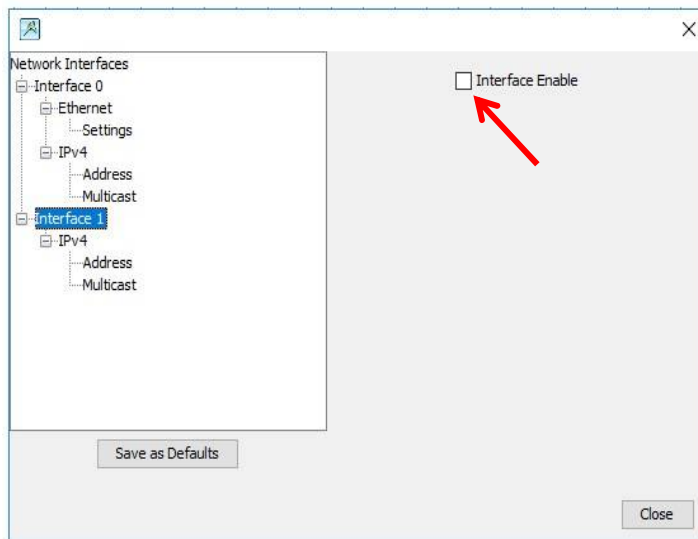 Network Interfaces
Interface 0
Ethernet
Settings
IPv4
Address
Multicast
Interface 1
IPv4
Address
Multicast
Interface Enable
Save as Defaults
Close